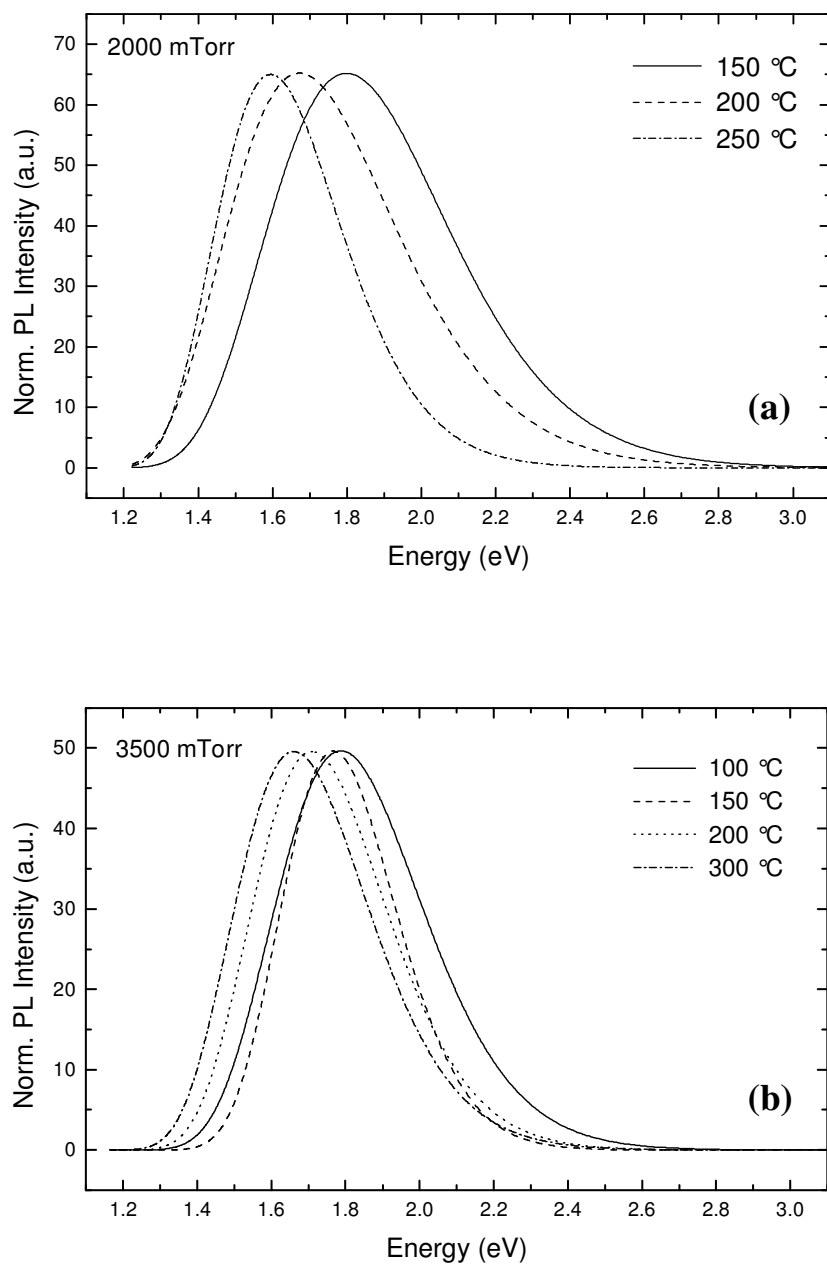 2000 mTorr
150 °C
200 °C
250 °C
70
60
50
40
30
20
10
0
Norm. PL Intensity (a.u.)
(a)
1.2 1.4 1.6 1.8 2.0 2.2 2.4 2.6 2.8 3.0
Energy (eV)
3500 mTorr
100 °C
150 °C
200 °C
300 °C
50
40
30
20
10
0
Norm. PL Intensity (a.u.)
(b)
1.2 1.4 1.6 1.8 2.0 2.2 2.4 2.6 2.8 3.0
Energy (eV)